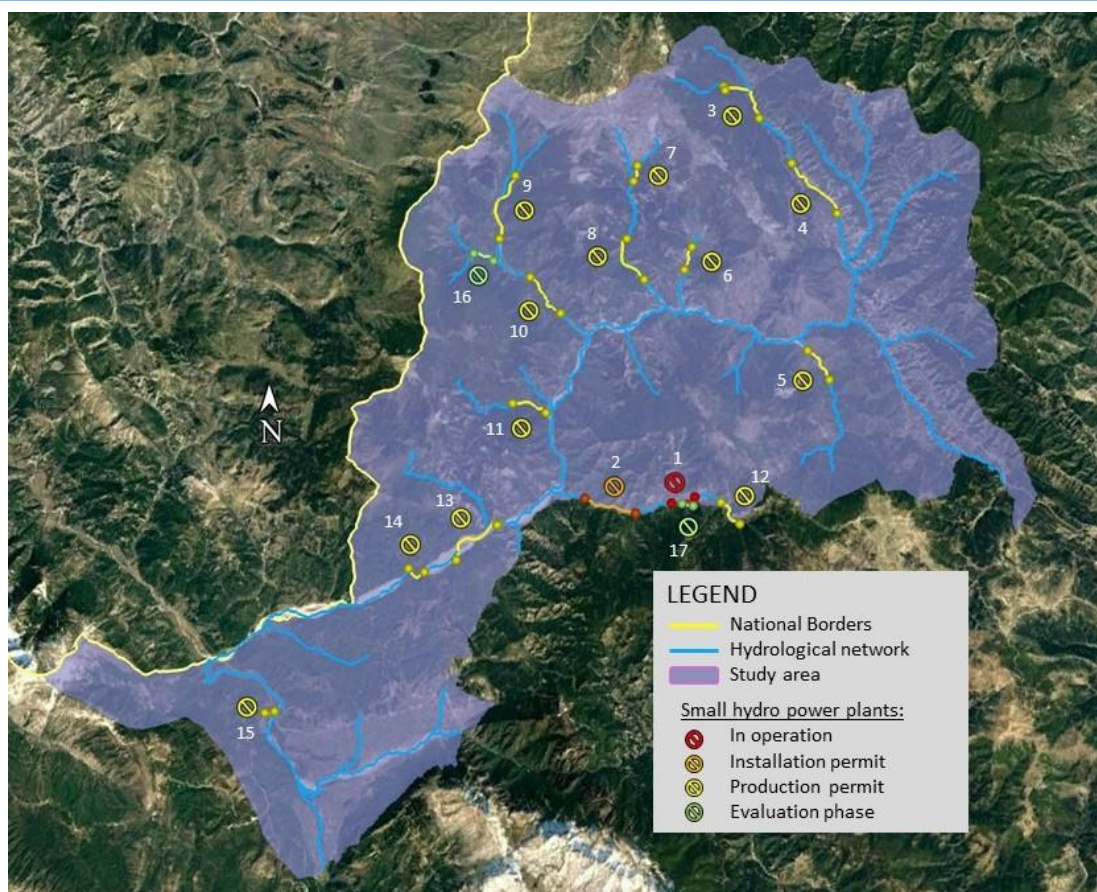 3
7
9
4
8
6
16
10
5
11
2
1
12
13
14
17
15
N
LEGEND
National Borders
Hydrological network
Study area
Small hydro power plants:
In operation
Installation permit
Production permit
Evaluation phase